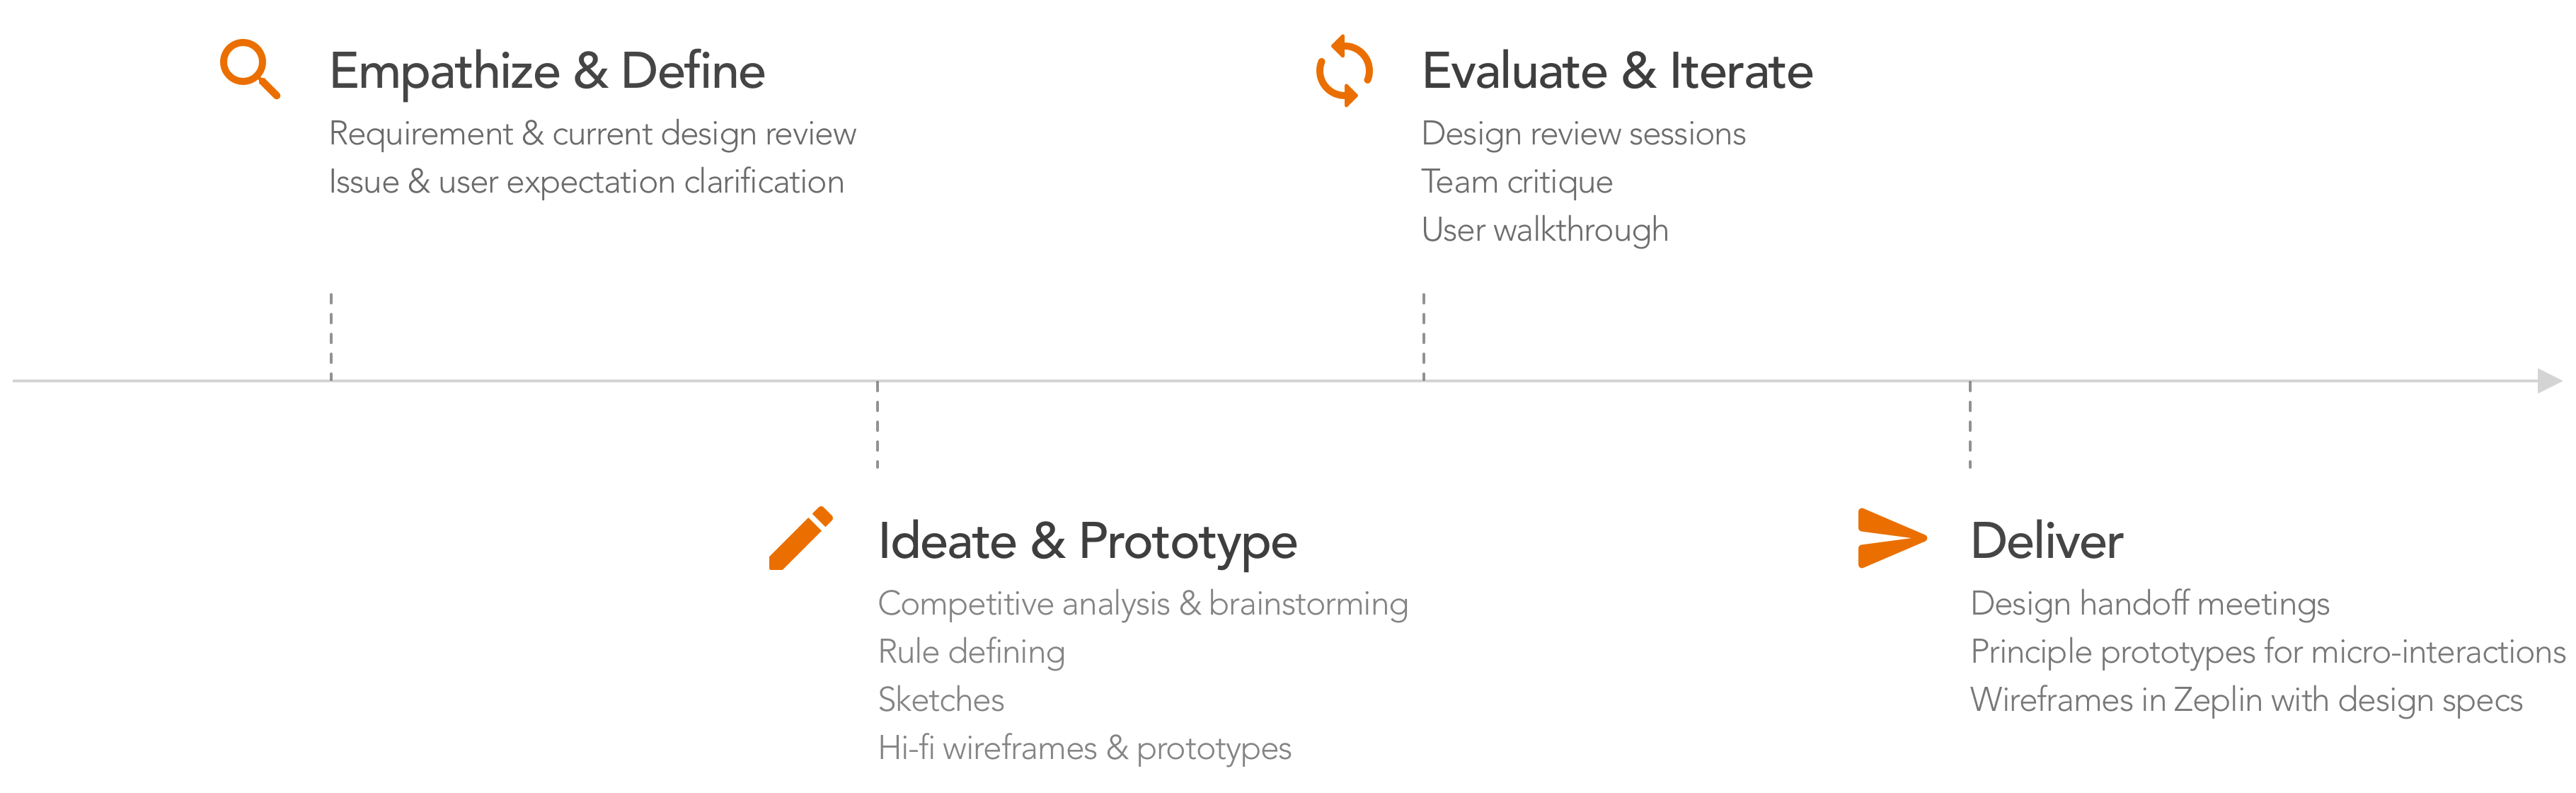 Empathize & Define
Requirement & current design review
Issue & user expectation clarification
Ideate & Prototype
Competitive analysis & brainstorming
Rule defining
Sketches
Hi-fi wireframes & prototypes
Evaluate & Iterate
Design review sessions
Team critique
User walkthrough
Deliver
Design handoff meetings
Principle prototypes for micro-interactions
Wireframes in Zeplin with design specs